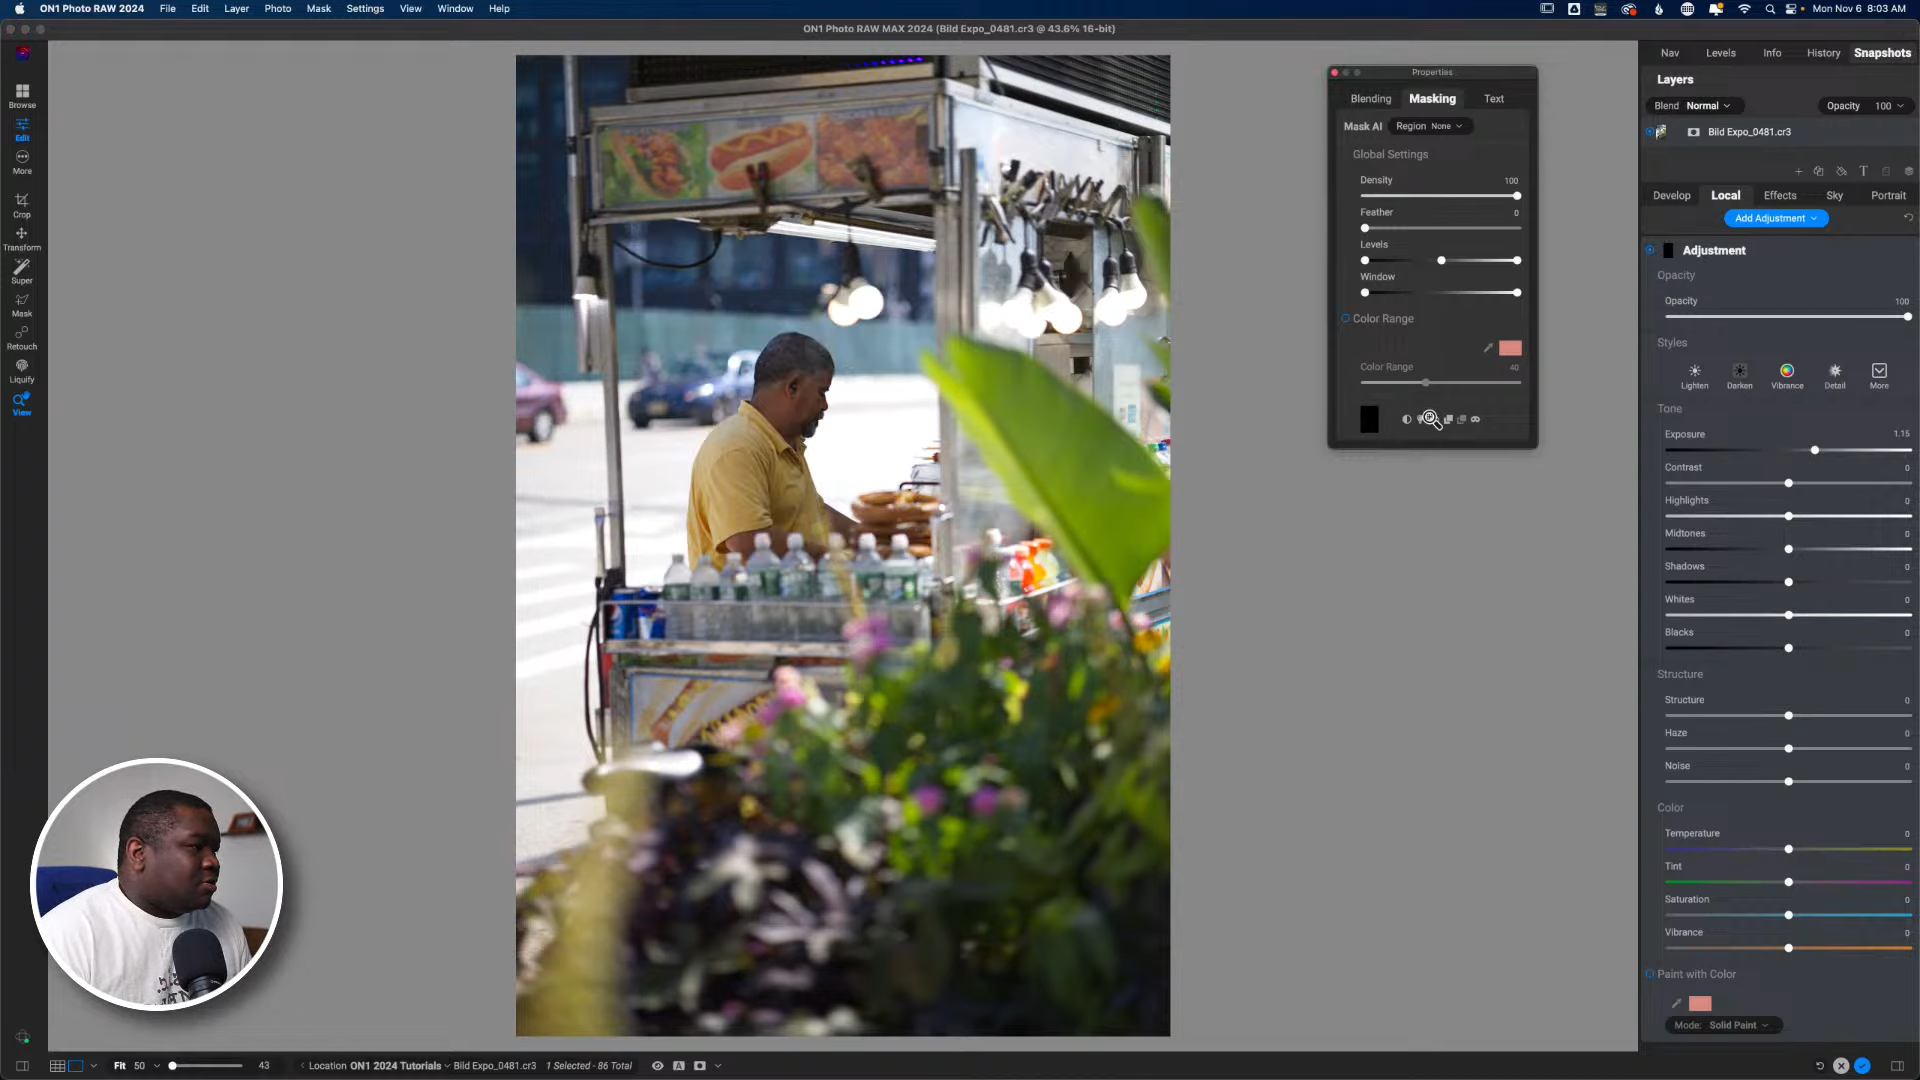 ON1 Photo RAW 2024 File Edit Layer Photo Mask Settings View Window Help
Mon Nov 6 8:03 AM
ON1 Photo RAW MAX 2024 (Bild Expo_0481.cr3 @ 43.6% 16-bit)
Browse
Edit
More
Crop
Transform
Super
Mask
Retouch
Liquify
View
Properties
Blending Masking Text
Mask AI Region None
Global Settings
Density 100
Feather 0
Levels
Window
Color Range
Color Range 40
Nav Levels Info History Snapshots
Layers
Blend Normal Opacity 100
Bild Expo_0481.cr3
Develop Local Effects Sky Portrait
Add Adjustment
Adjustment
Opacity
Opacity 100
Styles
Lighten Darken Vibrance Detail More
Tone
Exposure 1.15
Contrast 0
Highlights 0
Midtones 0
Shadows 0
Whites 0
Blacks 0
Structure
Structure 0
Haze 0
Noise 0
Color
Temperature 0
Tint 0
Saturation 0
Vibrance 0
Paint with Color
Mode: Solid Paint
Fit 50 43 Location ON1 2024 Tutorials Bild Expo_0481.cr3 1 Selected - 86 Total